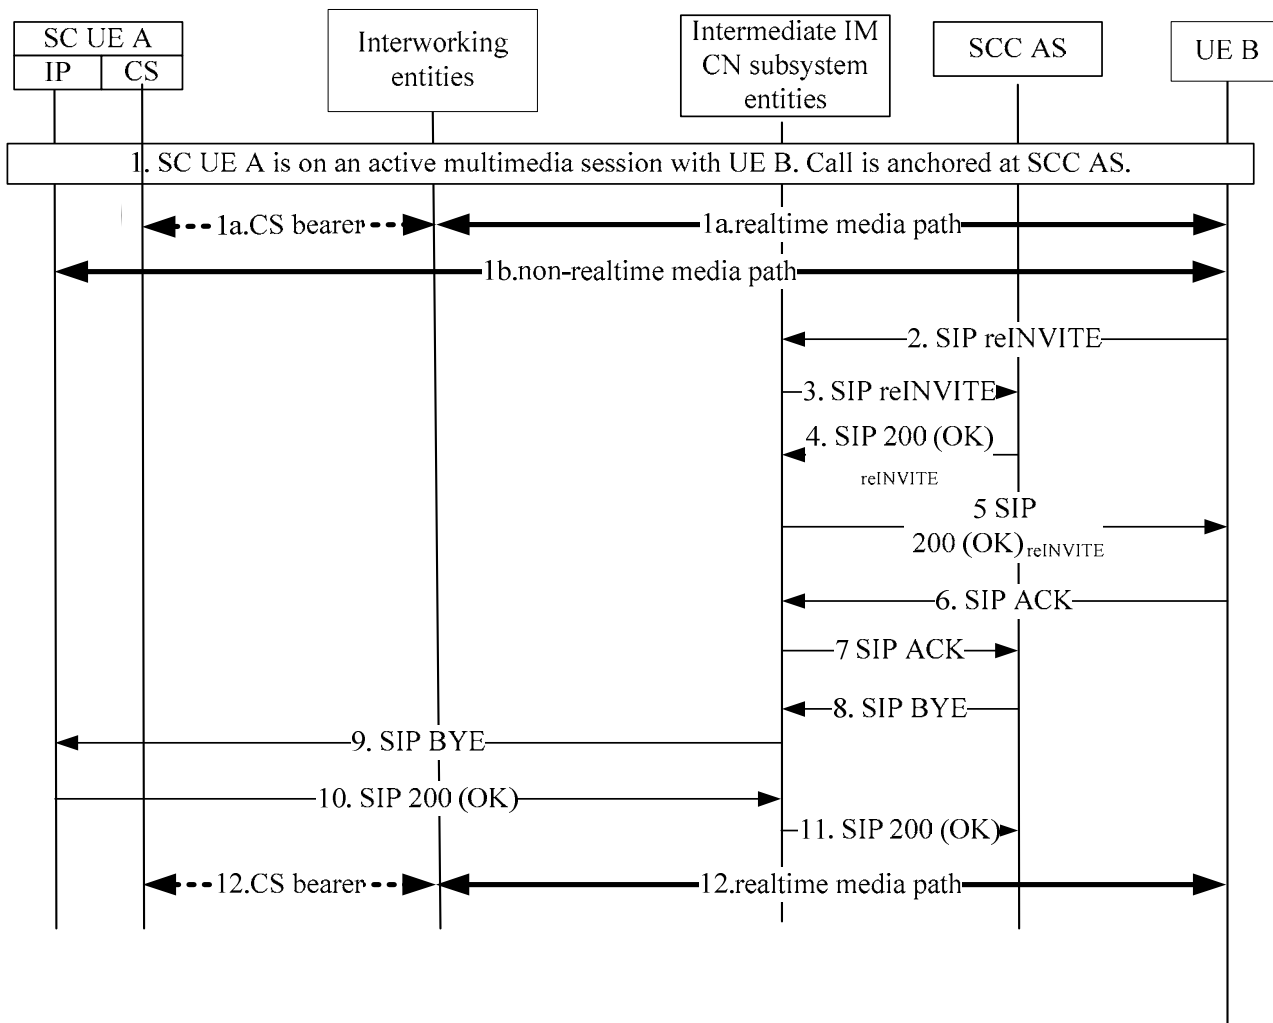 SC UE A
IP
CS
Interworking
entities
Intermediate IM
CN subsystem
entities
SCC AS
UE B
1. SC UE A is on an active multimedia session with UE B. Call is anchored at SCC AS.
1a.CS bearer
1a.realtime media path
1b.non-realtime media path
2. SIP reINVITE
3. SIP reINVITE
4. SIP 200 (OK)
reINVITE
5 SIP
200 (OK) reINVITE
6. SIP ACK
7 SIP ACK
8. SIP BYE
9. SIP BYE
10. SIP 200 (OK)
11. SIP 200 (OK)
12.CS bearer
12.realtime media path